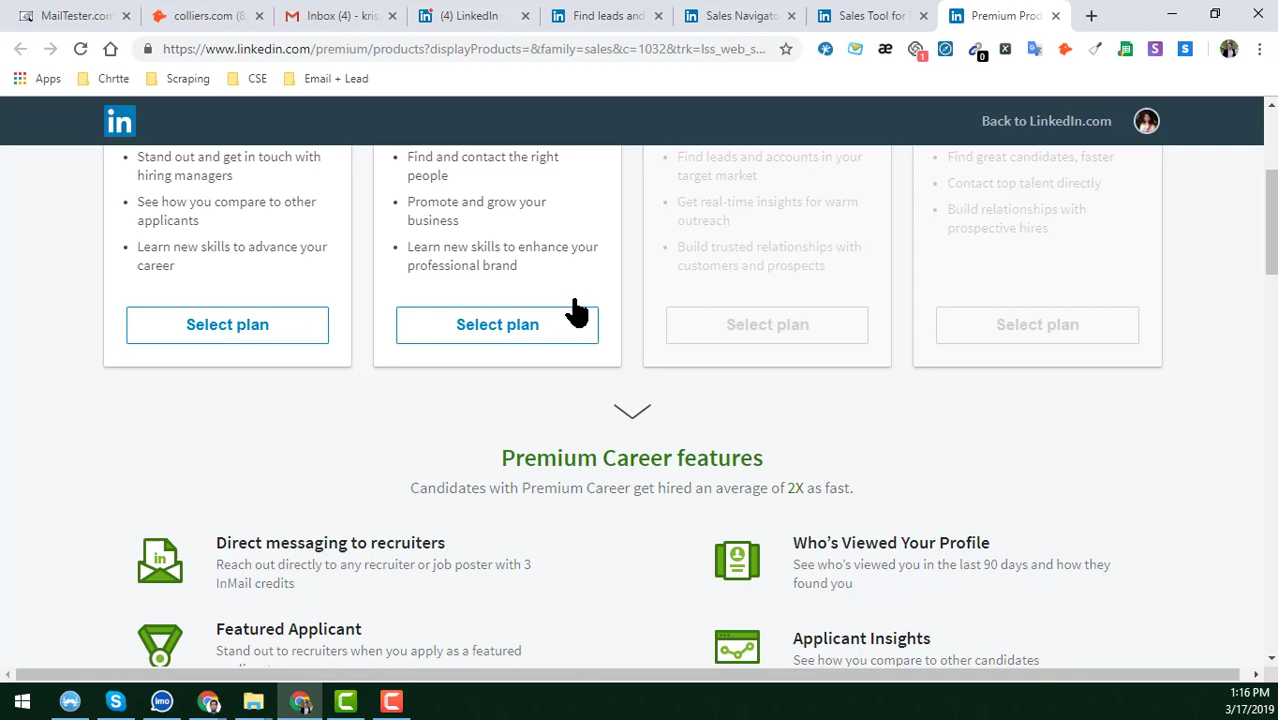 MailTester.com
colliers.com (8
Inbox (4) - kris
(4) LinkedIn
Find leads and
Sales Navigato
Sales Tool for
Premium Prod
https://www.linkedin.com/premium/products?displayProducts=&family=sales&c=1032&trk=lss_web_s...
1
0
Apps
Chrtte
Scraping
CSE
Email + Lead
in
Back to LinkedIn.com
Stand out and get in touch with
hiring managers
See how you compare to other
applicants
Learn new skills to advance your
career
Select plan
Find and contact the right
people
Promote and grow your
business
Learn new skills to enhance your
professional brand
Select plan
Find leads and accounts in your
target market
Get real-time insights for warm
outreach
Build trusted relationships with
customers and prospects
Select plan
Find great candidates, faster
Contact top talent directly
Build relationships with
prospective hires
Select plan
Premium Career features
Candidates with Premium Career get hired an average of 2X as fast.
Direct messaging to recruiters
Reach out directly to any recruiter or job poster with 3
InMail credits
Who's Viewed Your Profile
See who's viewed you in the last 90 days and how they
found you
Featured Applicant
Stand out to recruiters when you apply as a featured
Applicant Insights
See how you compare to other candidates
1:16 PM
3/17/2019